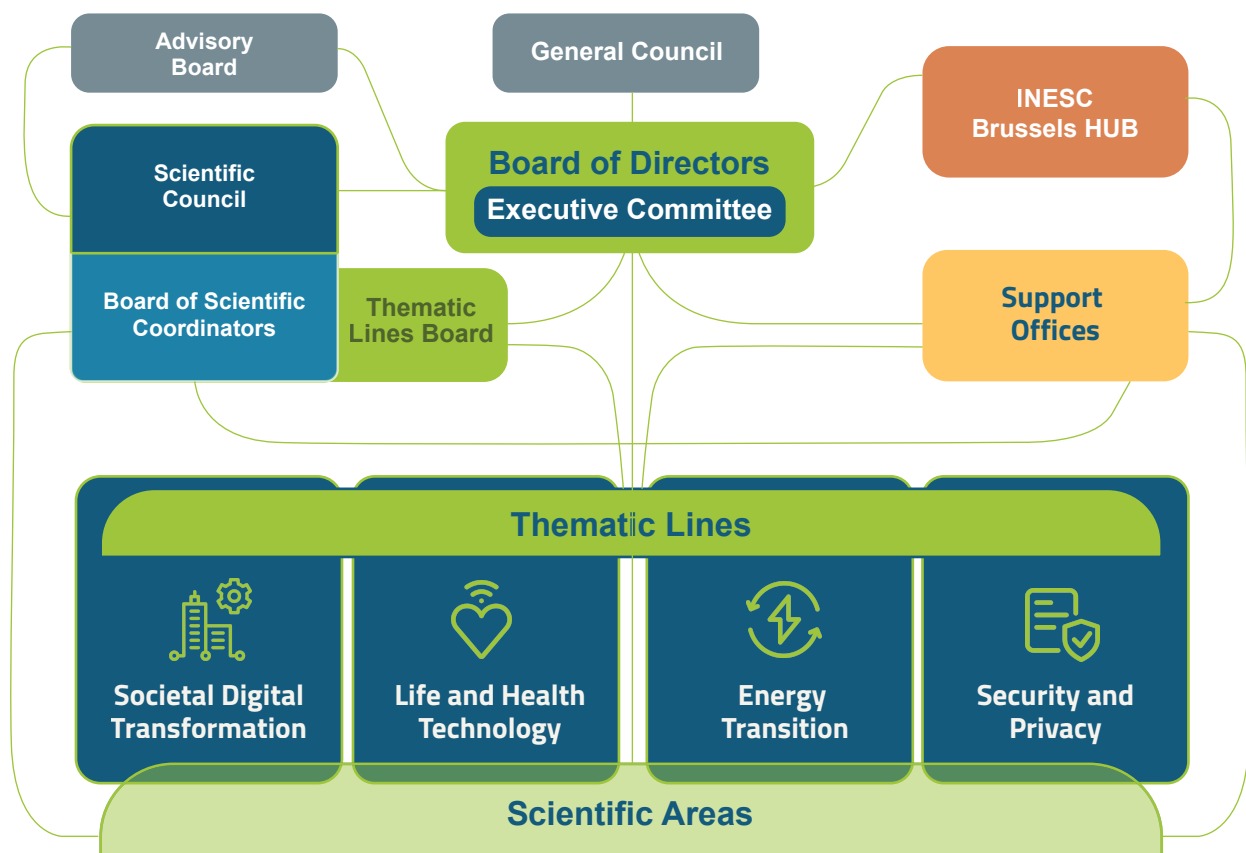 Advisory
Board
General Council
INESC
Brussels HUB
Board of Directors
Executive Committee
Scientific
Council
Board of Scientific
Coordinators
Thematic
Lines Board
Support
Offices
Thematic Lines
Societal Digital
Transformation
Life and Health
Technology
Energy
Transition
Security and
Privacy
Scientific Areas